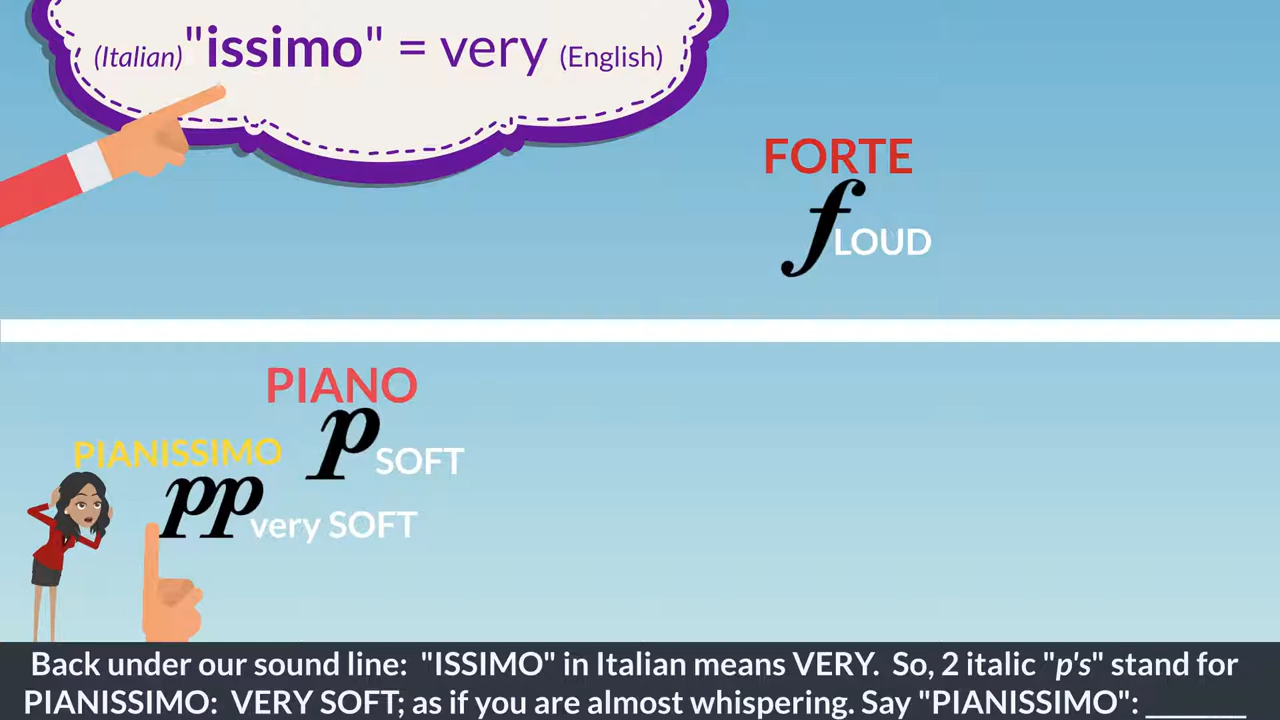 (Italial)"issimo" = very (English)
FORTE
f LOUD
PIANO
p SOFT
PIANISSIMO
pp very SOFT
Back under our sound line: "ISSIMO" in Italian means VERY. So, 2 italic "p's" stand for
PIANISSIMO: VERY SOFT; as if you are almost whispering. Say "PIANISSIMO": _______